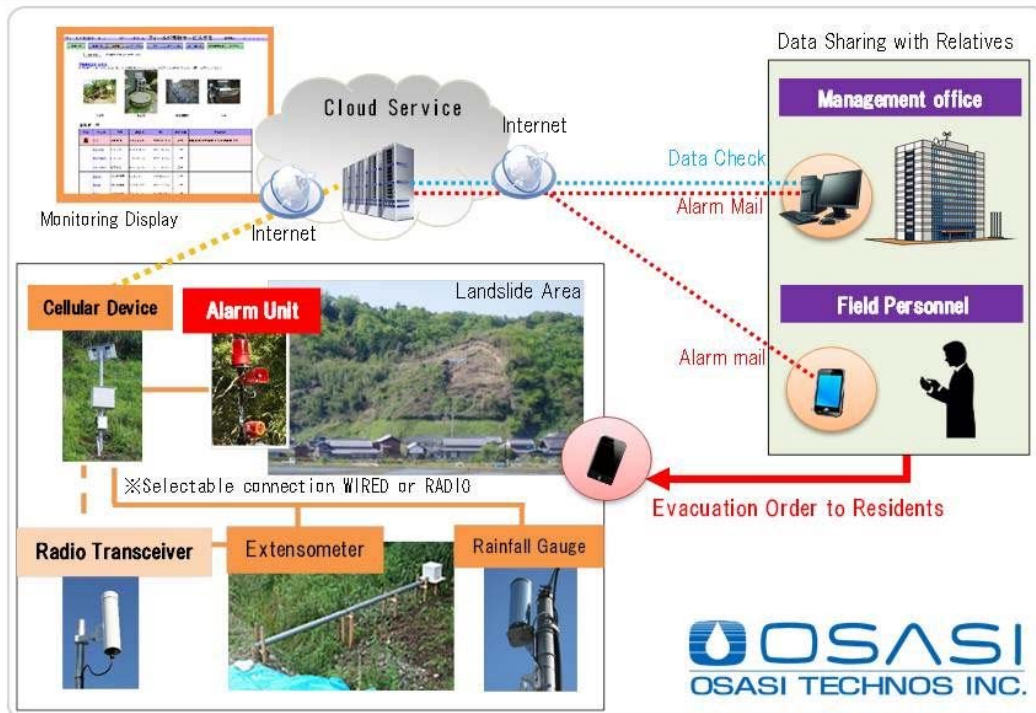 Data Sharing with Relatives
Cloud Service
Internet
Management office
Data Check
Alarm Mail
Monitoring Display
Internet
Cellular Device
Alarm Unit
Landslide Area
Field Personnel
Alarm mail
※Selectable connection WIRED or RADIO
Evacuation Order to Residents
Radio Transceiver
Extensometer
Rainfall Gauge
OSASI
OSASI TECHNOS INC.